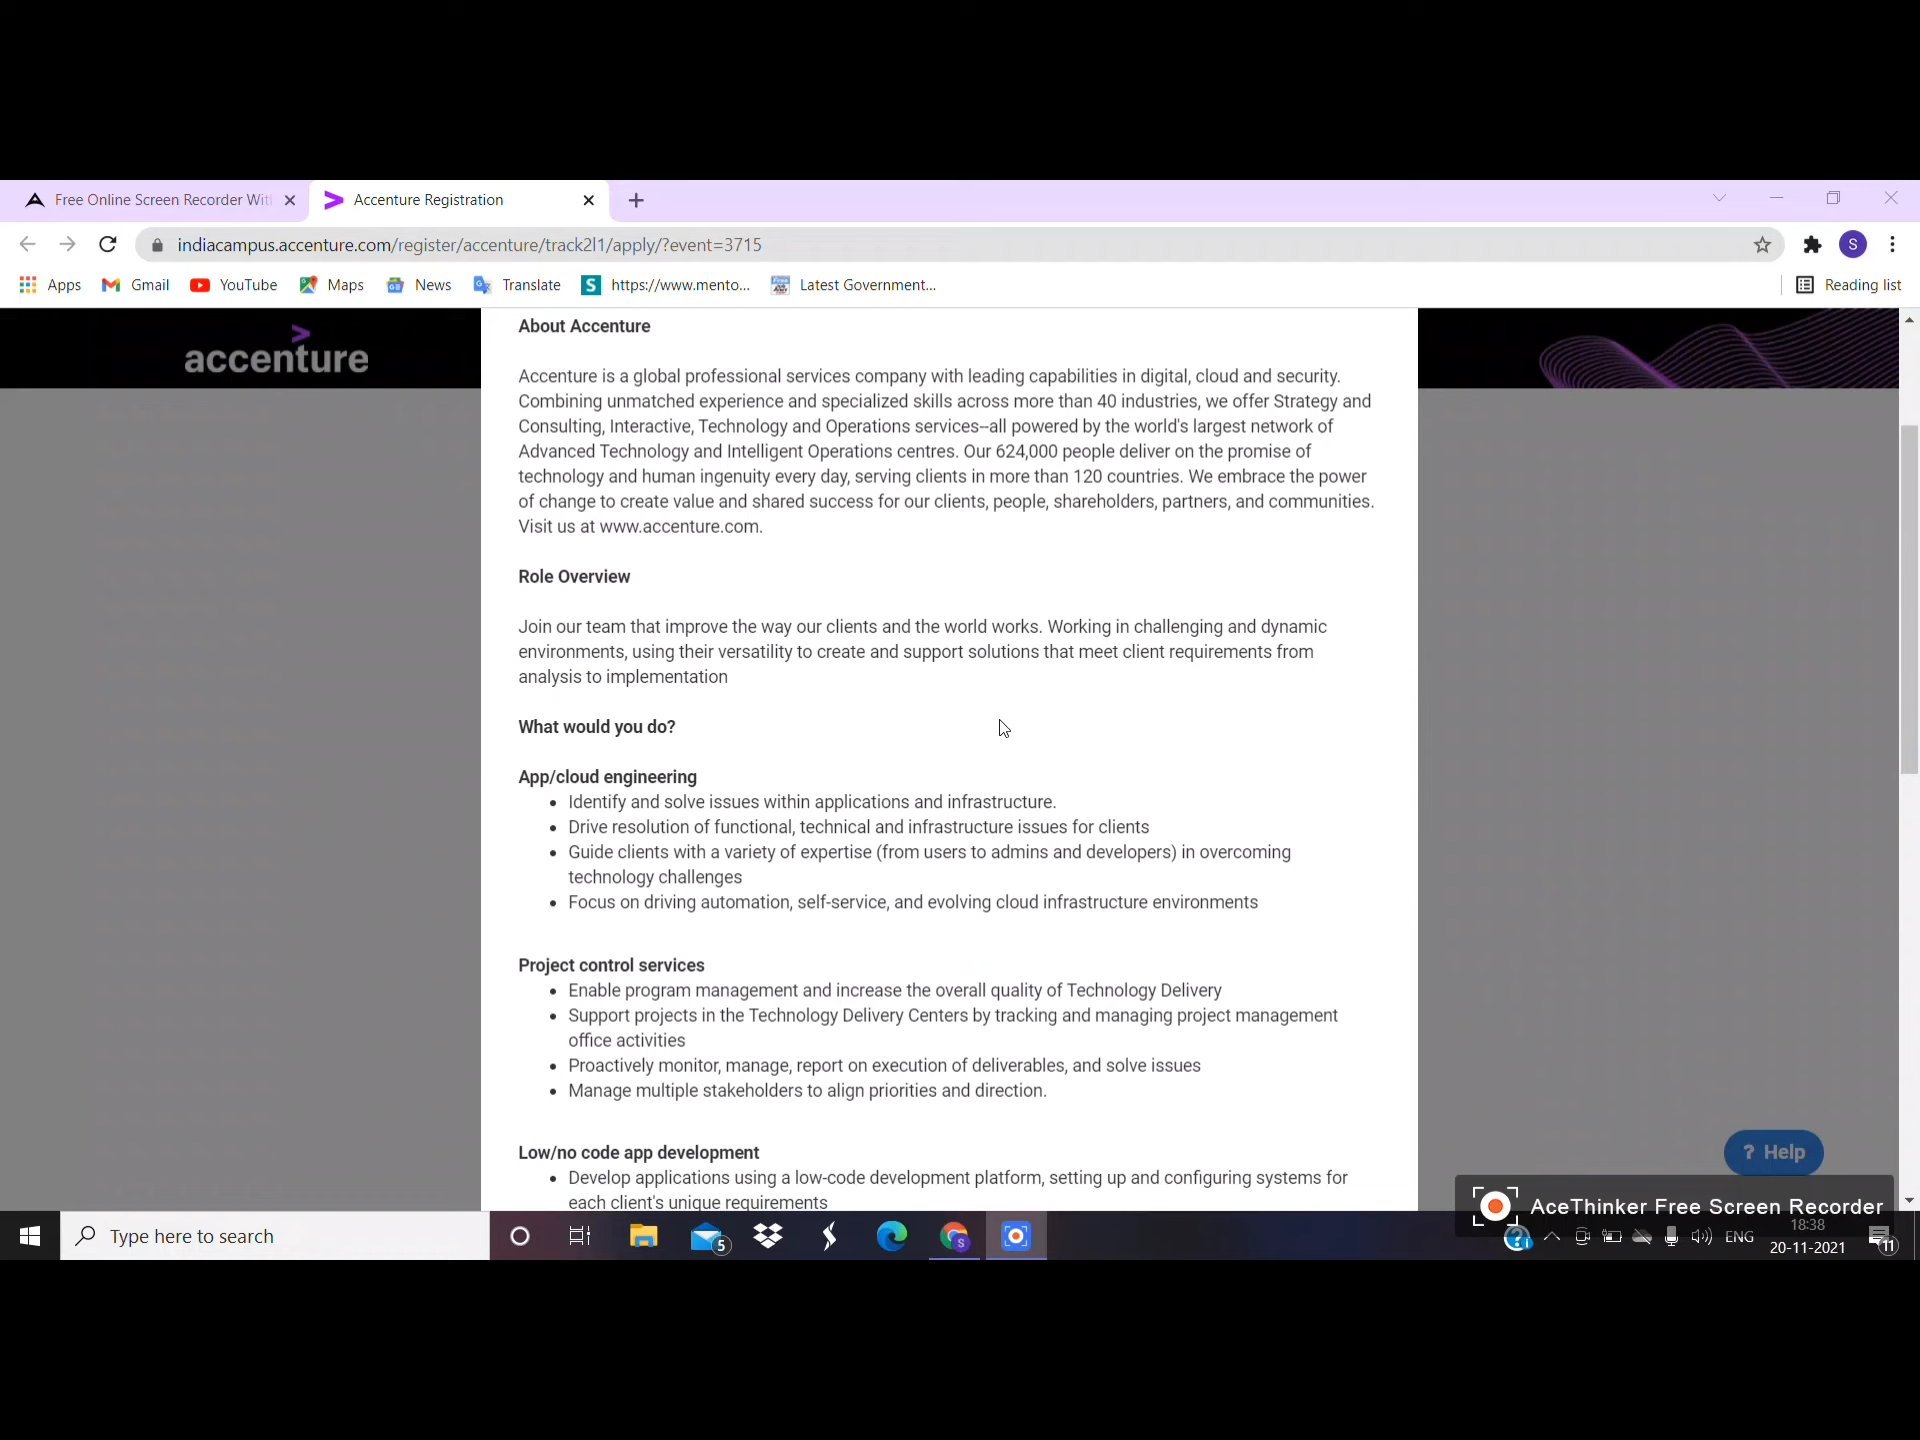 Free Online Screen Recorder Wit
Accenture Registration
indiacampus.accenture.com/register/accenture/track2l1/apply/?event=3715
S
Apps
Gmail
YouTube
Maps
News
Translate
https://www.mento...
Latest Government...
Reading list
accenture
About Accenture
Accenture is a global professional services company with leading capabilities in digital, cloud and security.
Combining unmatched experience and specialized skills across more than 40 industries, we offer Strategy and
Consulting, Interactive, Technology and Operations services--all powered by the world's largest network of
Advanced Technology and Intelligent Operations centres. Our 624,000 people deliver on the promise of
technology and human ingenuity every day, serving clients in more than 120 countries. We embrace the power
of change to create value and shared success for our clients, people, shareholders, partners, and communities.
Visit us at www.accenture.com.
Role Overview
Join our team that improve the way our clients and the world works. Working in challenging and dynamic
environments, using their versatility to create and support solutions that meet client requirements from
analysis to implementation
What would you do?
App/cloud engineering
• Identify and solve issues within applications and infrastructure.
• Drive resolution of functional, technical and infrastructure issues for clients
• Guide clients with a variety of expertise (from users to admins and developers) in overcoming
technology challenges
• Focus on driving automation, self-service, and evolving cloud infrastructure environments
Project control services
• Enable program management and increase the overall quality of Technology Delivery
• Support projects in the Technology Delivery Centers by tracking and managing project management
office activities
• Proactively monitor, manage, report on execution of deliverables, and solve issues
• Manage multiple stakeholders to align priorities and direction.
Low/no code app development
• Develop applications using a low-code development platform, setting up and configuring systems for
each client's unique requirements
? Help
AceThinker Free Screen Recorder
Type here to search
5
S
ENG
18:38
20-11-2021
11